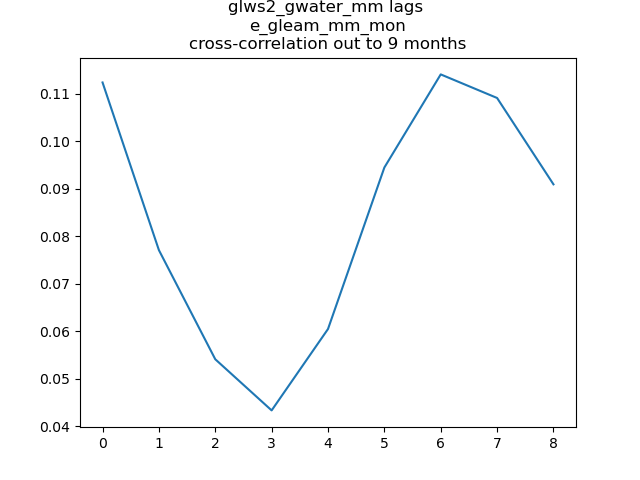 glws2_gwater_mm lags
e_gleam_mm_mon
cross-correlation out to 9 months
0.11
0.10
0.09
0.08
0.07
0.06
0.05
0.04
0 1 2 3 4 5 6 7 8